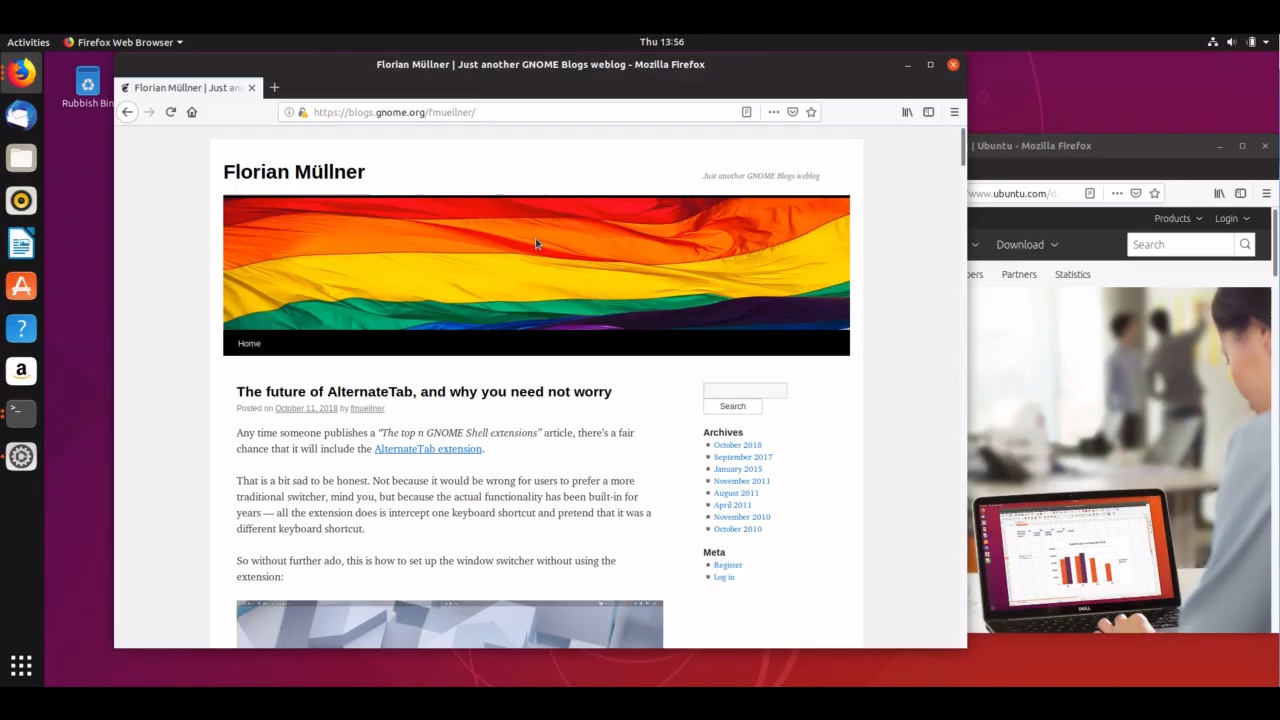 Activities
Firefox Web Browser
Thu 13:56
Rubbish Bin
Florian Müllner | Just another GNOME Blogs weblog - Mozilla Firefox
Florian Müllner | Just an
https://blogs.gnome.org/fmuellner/
Florian Müllner
Just another GNOME Blogs weblog
Home
The future of AlternateTab, and why you need not worry
Posted on October 11, 2018 by fmuellner
Any time someone publishes a “The top n GNOME Shell extensions” article, there’s a fair
chance that it will include the AlternateTab extension.
That is a bit sad to be honest. Not because it would be wrong for users to prefer a more
traditional switcher, mind you, but because the actual functionality has been built-in for
years — all the extension does is intercept one keyboard shortcut and pretend that it was a
different keyboard shortcut.
So without further ado, this is how to set up the window switcher without using the
extension:
Search
Archives
October 2018
September 2017
January 2015
November 2011
August 2011
April 2011
November 2010
October 2010
Meta
Register
Log in
| Ubuntu - Mozilla Firefox
www.ubuntu.com/d
Products
Login
Download
Search
pers
Partners
Statistics
DELL